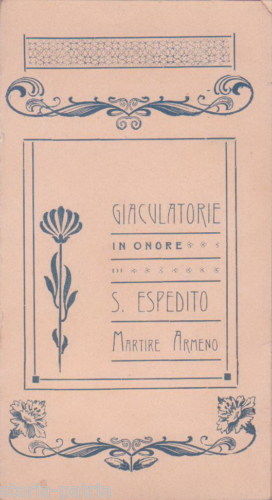 GIACULATORIE
IN ONORE
DI
S. ESPEDITO
MARTIRE ARMENO